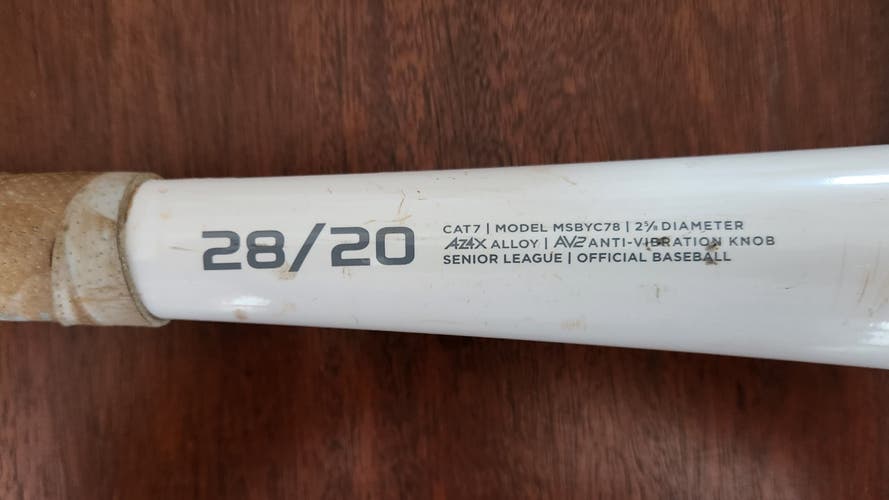 28/20
CAT7 | MODEL MSBYC78 | 2⅝ DIAMETER
AZ4X ALLOY | AV2 ANTI-VIBRATION KNOB
SENIOR LEAGUE | OFFICIAL BASEBALL